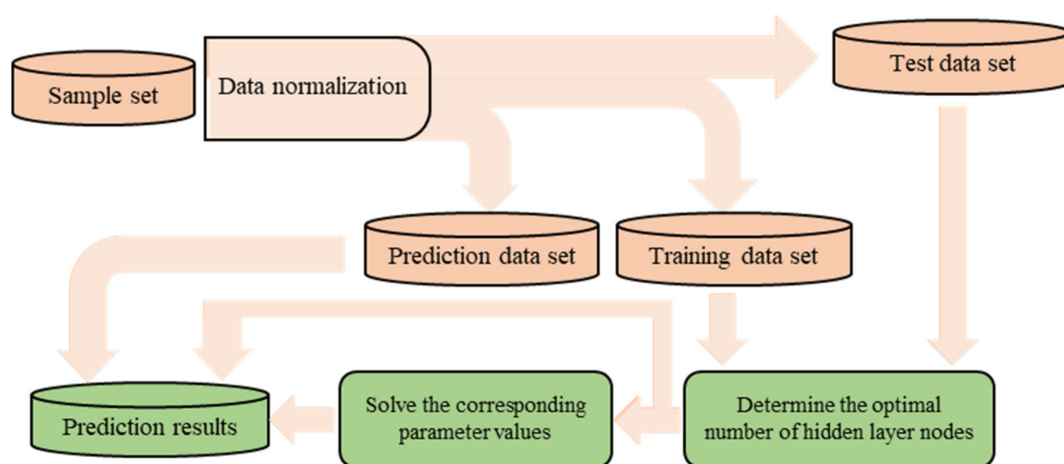 Sample set
Data normalization
Test data set
Prediction data set
Training data set
Prediction results
Solve the corresponding
parameter values
Determine the optimal
number of hidden layer nodes